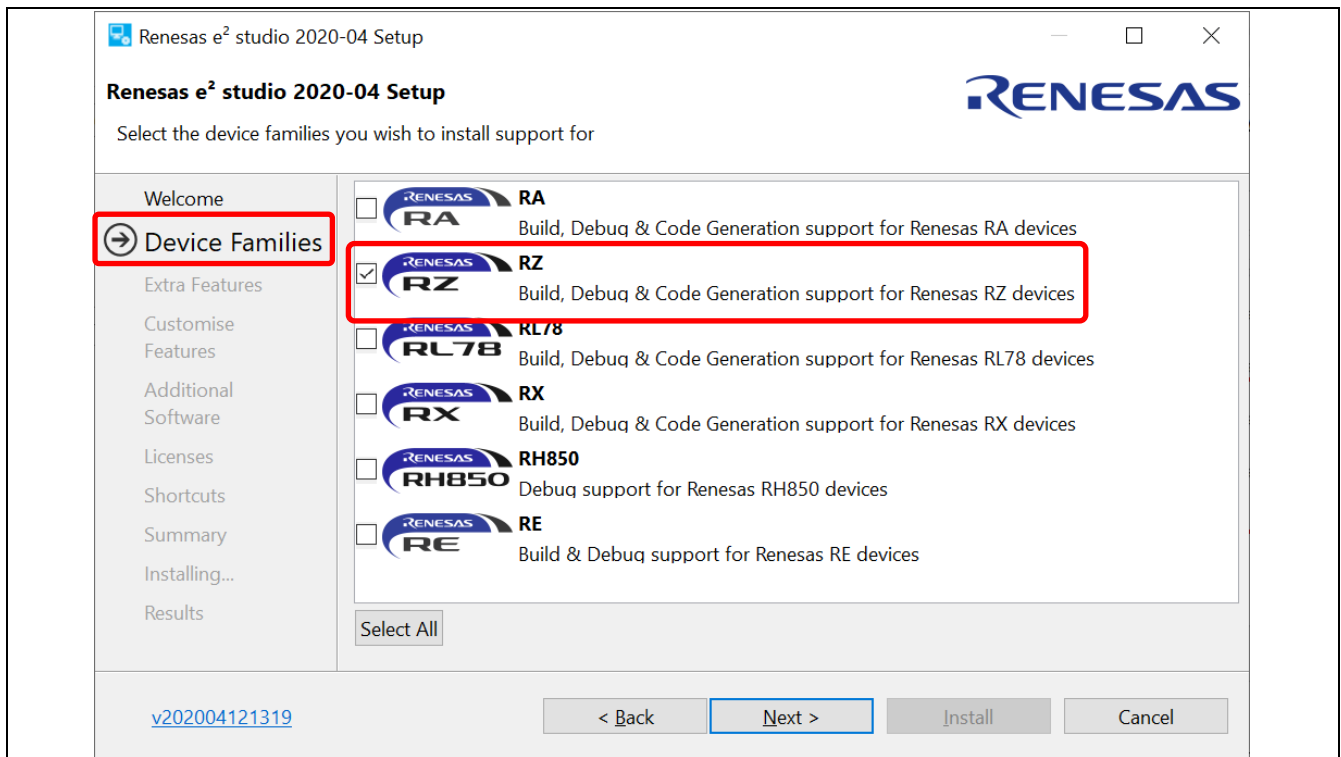 Renesas e² studio 2020-04 Setup
Renesas e² studio 2020-04 Setup
RENESAS
Select the device families you wish to install support for
Welcome
Device Families
Extra Features
Customise
Features
Additional
Software
Licenses
Shortcuts
Summary
Installing...
Results
RENESAS
RA
RA
Build, Debug & Code Generation support for Renesas RA devices
RENESAS
RZ
RZ
Build, Debug & Code Generation support for Renesas RZ devices
RENESAS
RL78
RL78
Build, Debug & Code Generation support for Renesas RL78 devices
RENESAS
RX
RX
Build, Debug & Code Generation support for Renesas RX devices
RENESAS
RH850
RH850
Debug support for Renesas RH850 devices
RENESAS
RE
RE
Build & Debug support for Renesas RE devices
Select All
v202004121319
< Back
Next >
Install
Cancel